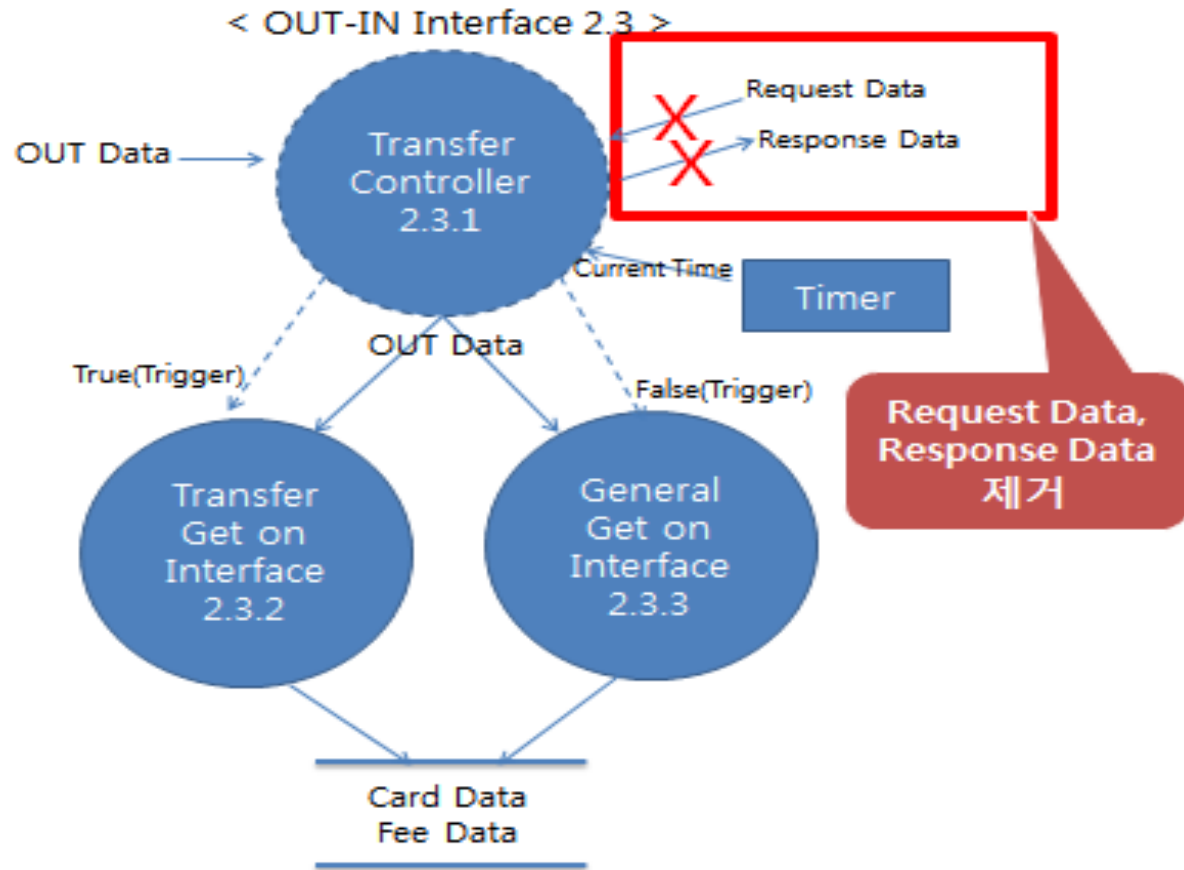 < OUT-IN Interface 2.3 >
Request Data
Response Data
OUT Data
Transfer
Controller
2.3.1
Current Time
Timer
OUT Data
True(Trigger)
False(Trigger)
Request Data,
Response Data
제거
Transfer
Get on
Interface
2.3.2
General
Get on
Interface
2.3.3
Card Data
Fee Data